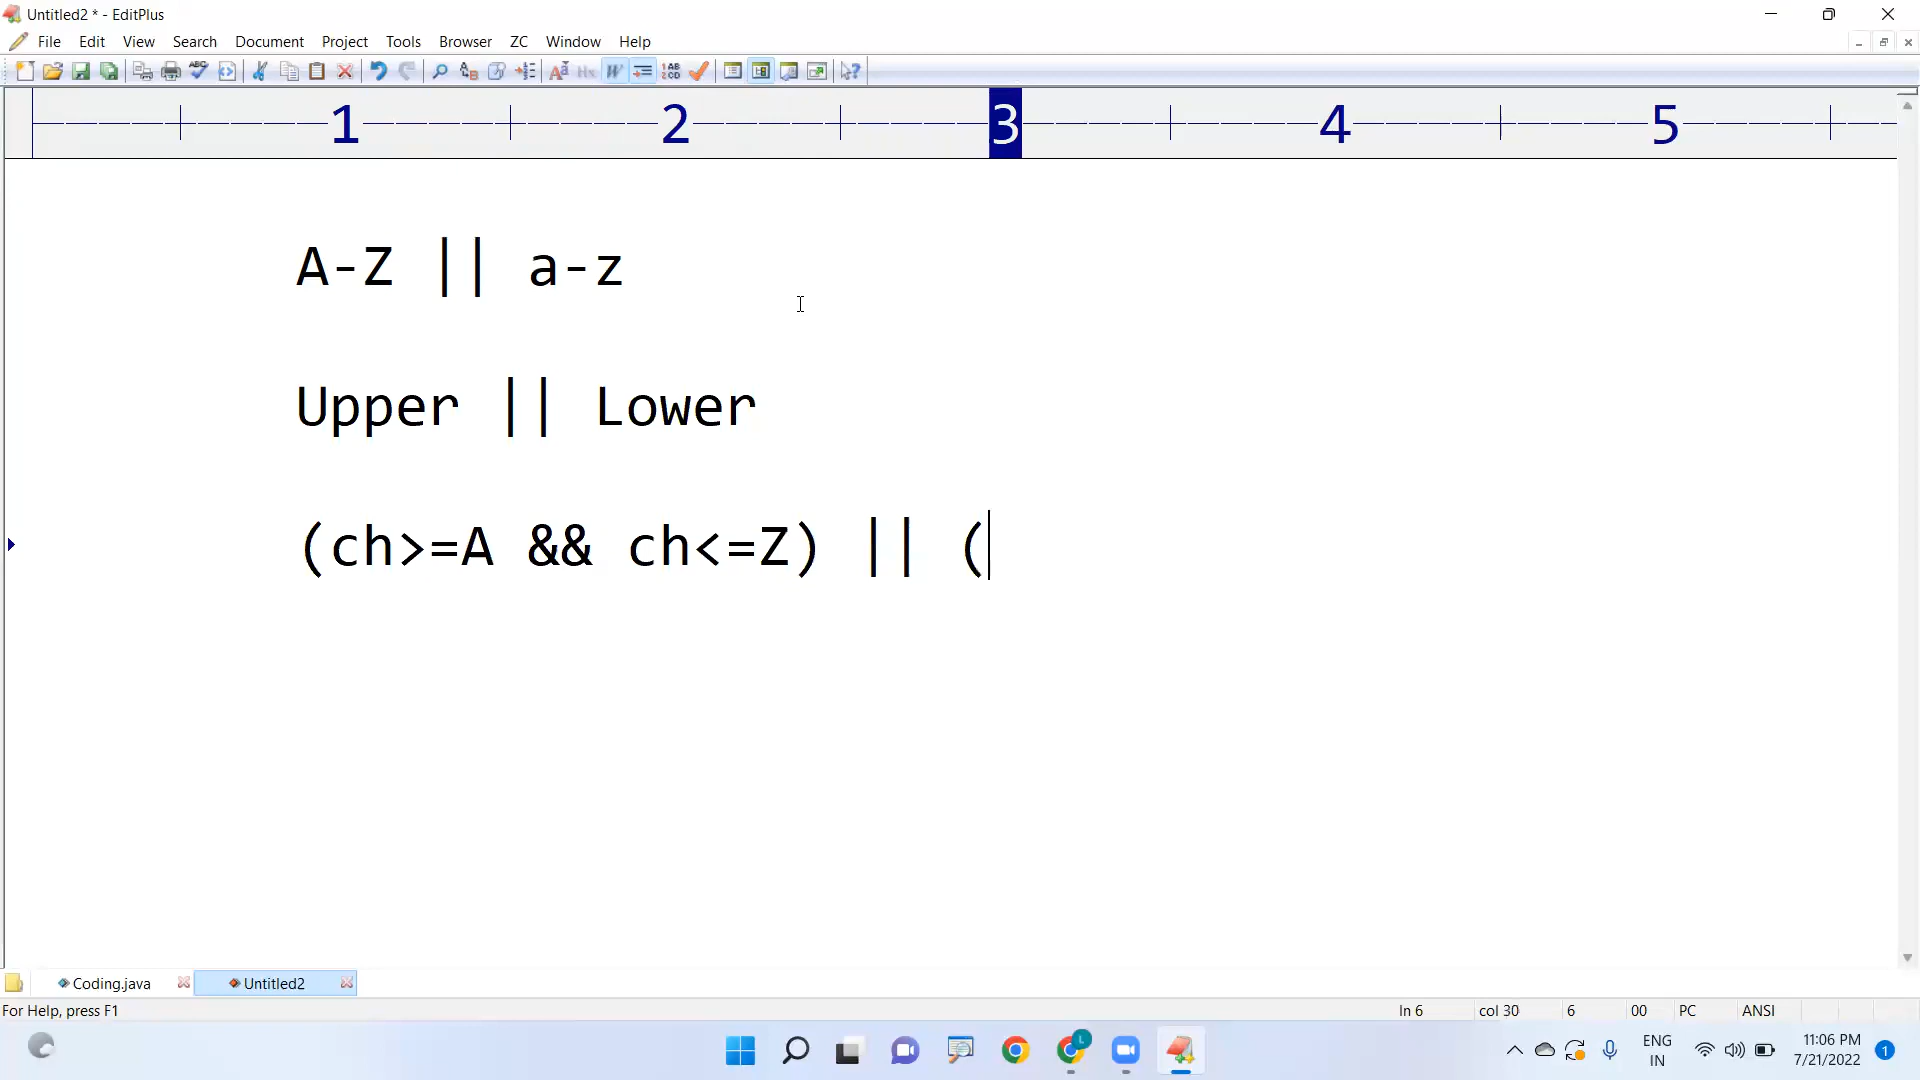 Untitled2 * - EditPlus
File Edit View Search Document Project Tools Browser ZC Window Help
1 2 3 4 5
A-Z || a-z
Upper || Lower
(ch>=A && ch<=Z) || (
Coding.java Untitled2
For Help, press F1 ln 6 col 30 6 00 PC ANSI
ENG 11:06 PM
IN 7/21/2022 1